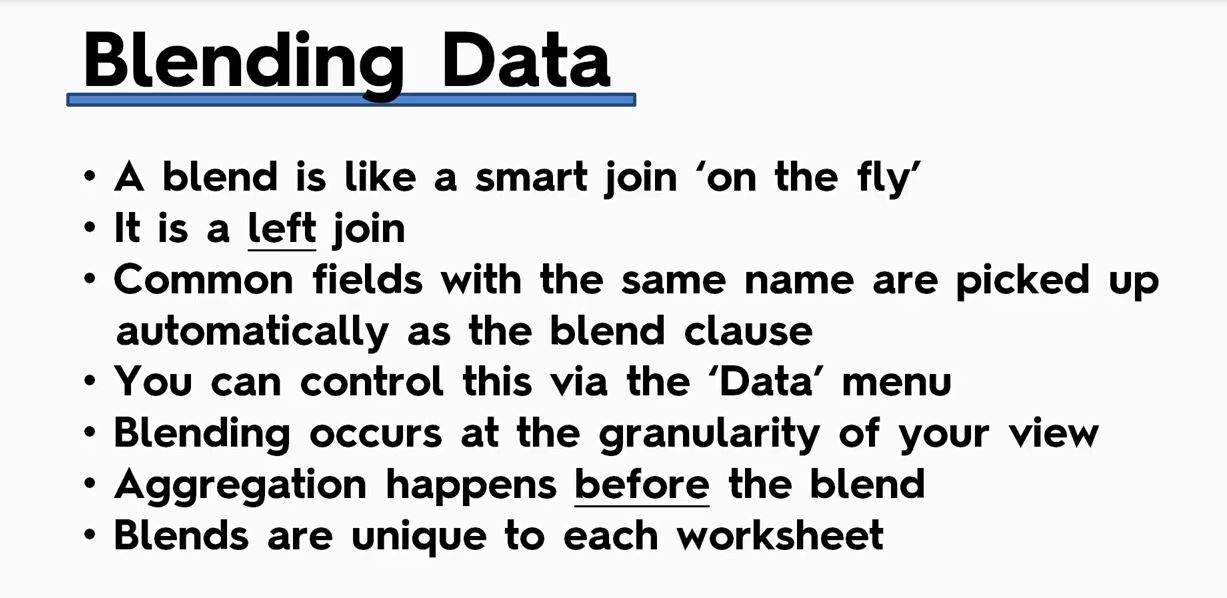 Blending Data
• A blend is like a smart join ‘on the fly’
• It is a left join
• Common fields with the same name are picked up
automatically as the blend clause
• You can control this via the ‘Data’ menu
• Blending occurs at the granularity of your view
• Aggregation happens before the blend
• Blends are unique to each worksheet